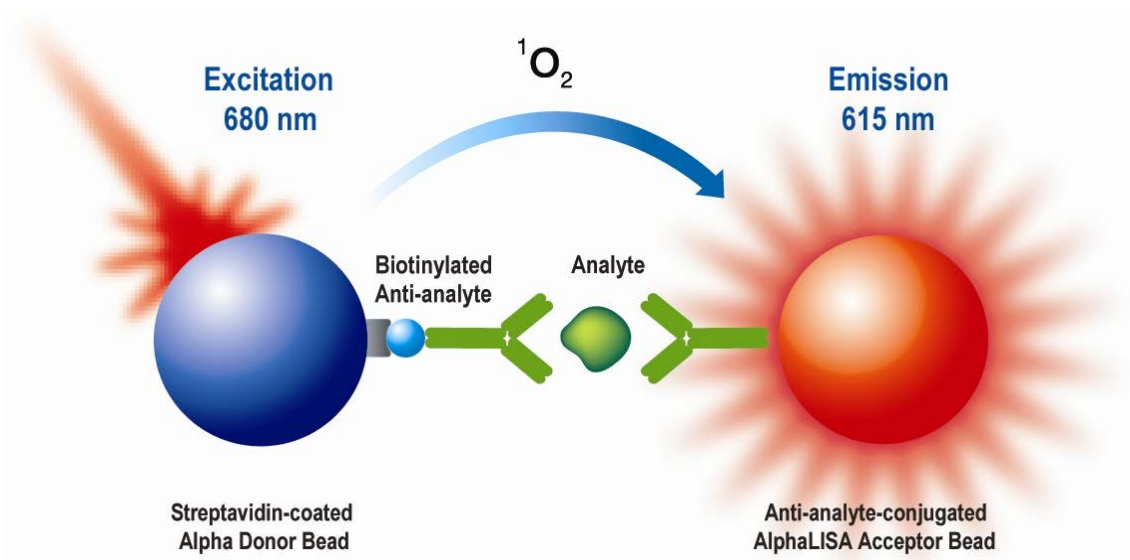 ¹O₂
Excitation
680 nm
Emission
615 nm
Biotinylated
Anti-analyte
Analyte
Streptavidin-coated
Alpha Donor Bead
Anti-analyte-conjugated
AlphaLISA Acceptor Bead